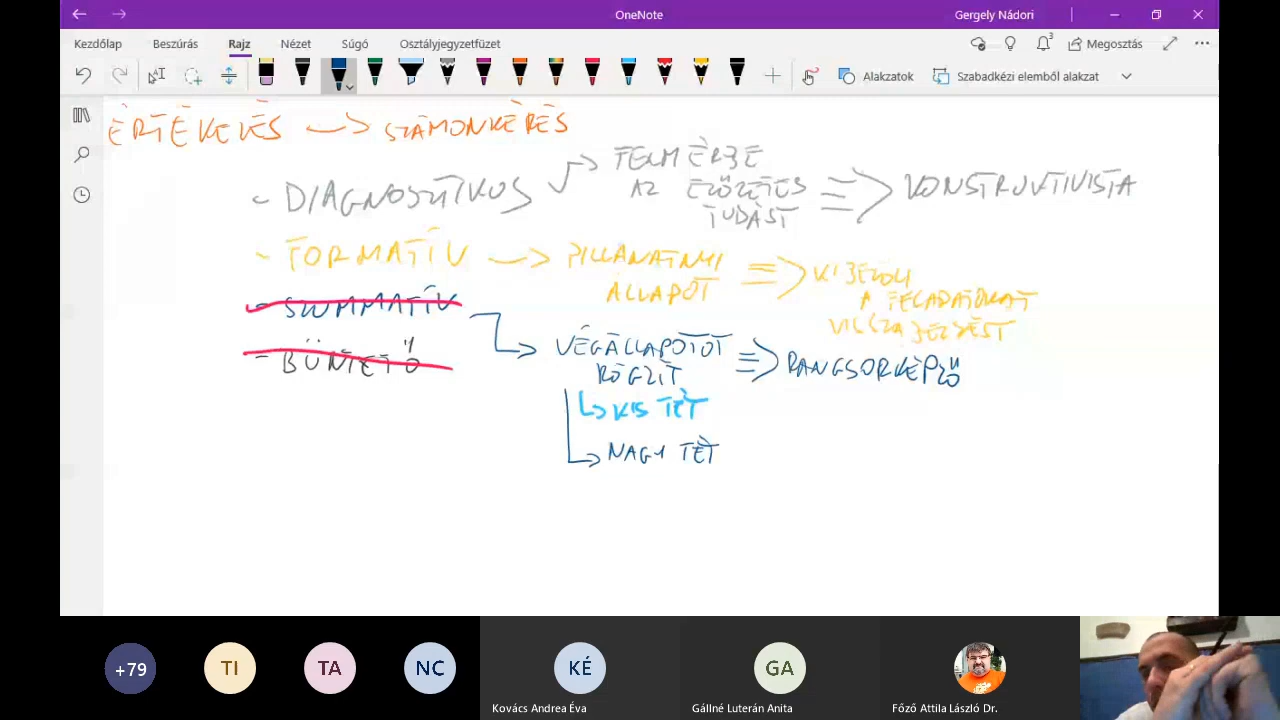 OneNote
Gergely Nádori
Kezdőlap Beszúrás Rajz Nézet Súgó Osztályjegyzetfüzet
3 Megosztás
Alakzatok Szabadkézi elemből alakzat
ÉRTÉKELÉS → SZÁMONKÉRÉS
- DIAGNOSZTIKUS → FELMÉRJE AZ ELŐZETES TUDÁST ⇒ KONSTRUKTIVISTA
- FORMATÍV → PILLANATNYI ÁLLAPOT ⇒ KIJELÖLI A FELADATOKAT
- SZUMMATÍV
- BÜNTETŐ
VÉGÁLLAPOTOT RÖGZÍT ⇒ RANGSORKÉPZŐ
↳ KIS TÉT
↳ NAGY TÉT
+79 TI TA NC KÉ GA
Kovács Andrea Éva Gállné Luterán Anita Főző Attila László Dr.